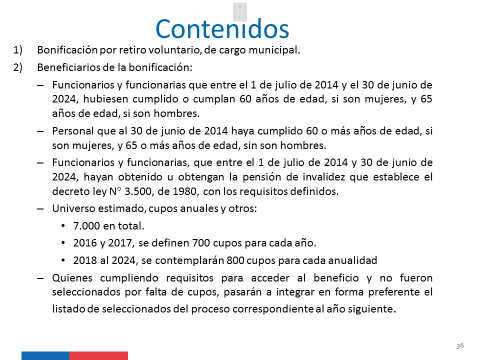 Contenidos
1) Bonificación por retiro voluntario, de cargo municipal.
2) Beneficiarios de la bonificación:
– Funcionarios y funcionarias que entre el 1 de julio de 2014 y el 30 de junio de
2024, hubiesen cumplido o cumplan 60 años de edad, si son mujeres, y 65
años de edad, si son hombres.
– Personal que al 30 de junio de 2014 haya cumplido 60 o más años de edad, si
son mujeres, y 65 o más años de edad, sin son hombres.
– Funcionarios y funcionarias, que entre el 1 de julio de 2014 y 30 de junio de
2024, hayan obtenido u obtengan la pensión de invalidez que establece el
decreto ley N° 3.500, de 1980, con los requisitos definidos.
– Universo estimado, cupos anuales y otros:
• 7.000 en total.
• 2016 y 2017, se definen 700 cupos para cada año.
• 2018 al 2024, se contemplarán 800 cupos para cada anualidad
– Quienes cumpliendo requisitos para acceder al beneficio y no fueron
seleccionados por falta de cupos, pasarán a integrar en forma preferente el
listado de seleccionados del proceso correspondiente al año siguiente.
36